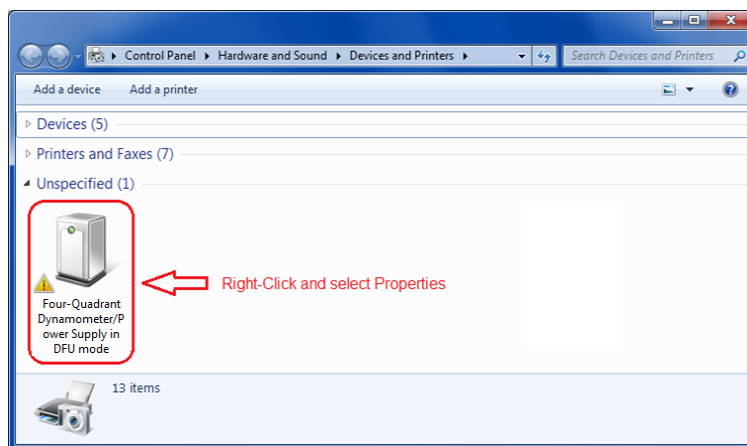 Control Panel Hardware and Sound Devices and Printers Search Devices and Printers
Add a device Add a printer
Devices (5)
Printers and Faxes (7)
Unspecified (1)
Right-Click and select Properties
Four-Quadrant
Dynamometer/P
ower Supply in
DFU mode
13 items